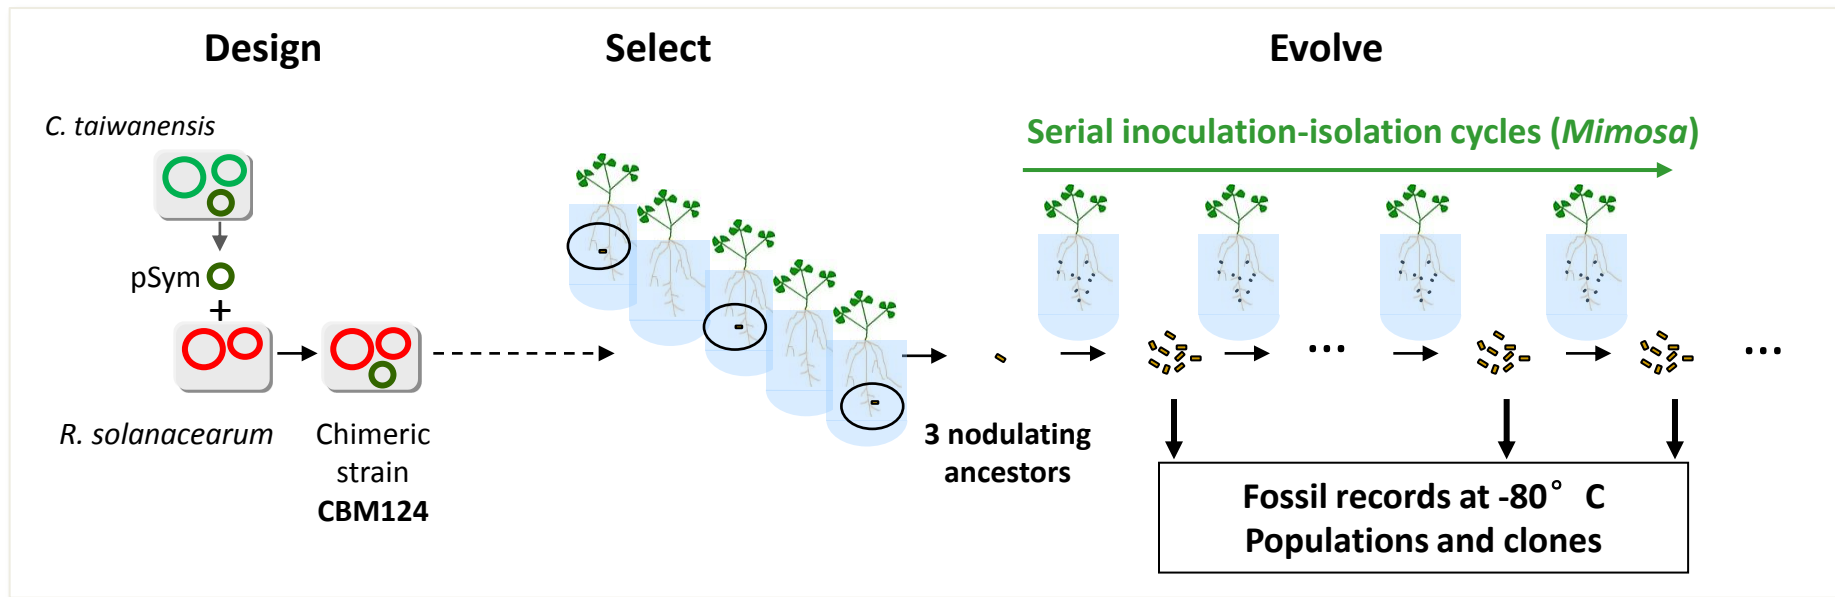 Design
Select
Evolve
C. taiwanensis
pSym
+
R. solanacearum
Chimeric
strain
CBM124
3 nodulating
ancestors
Serial inoculation-isolation cycles (Mimosa)
...
...
Fossil records at -80° C
Populations and clones